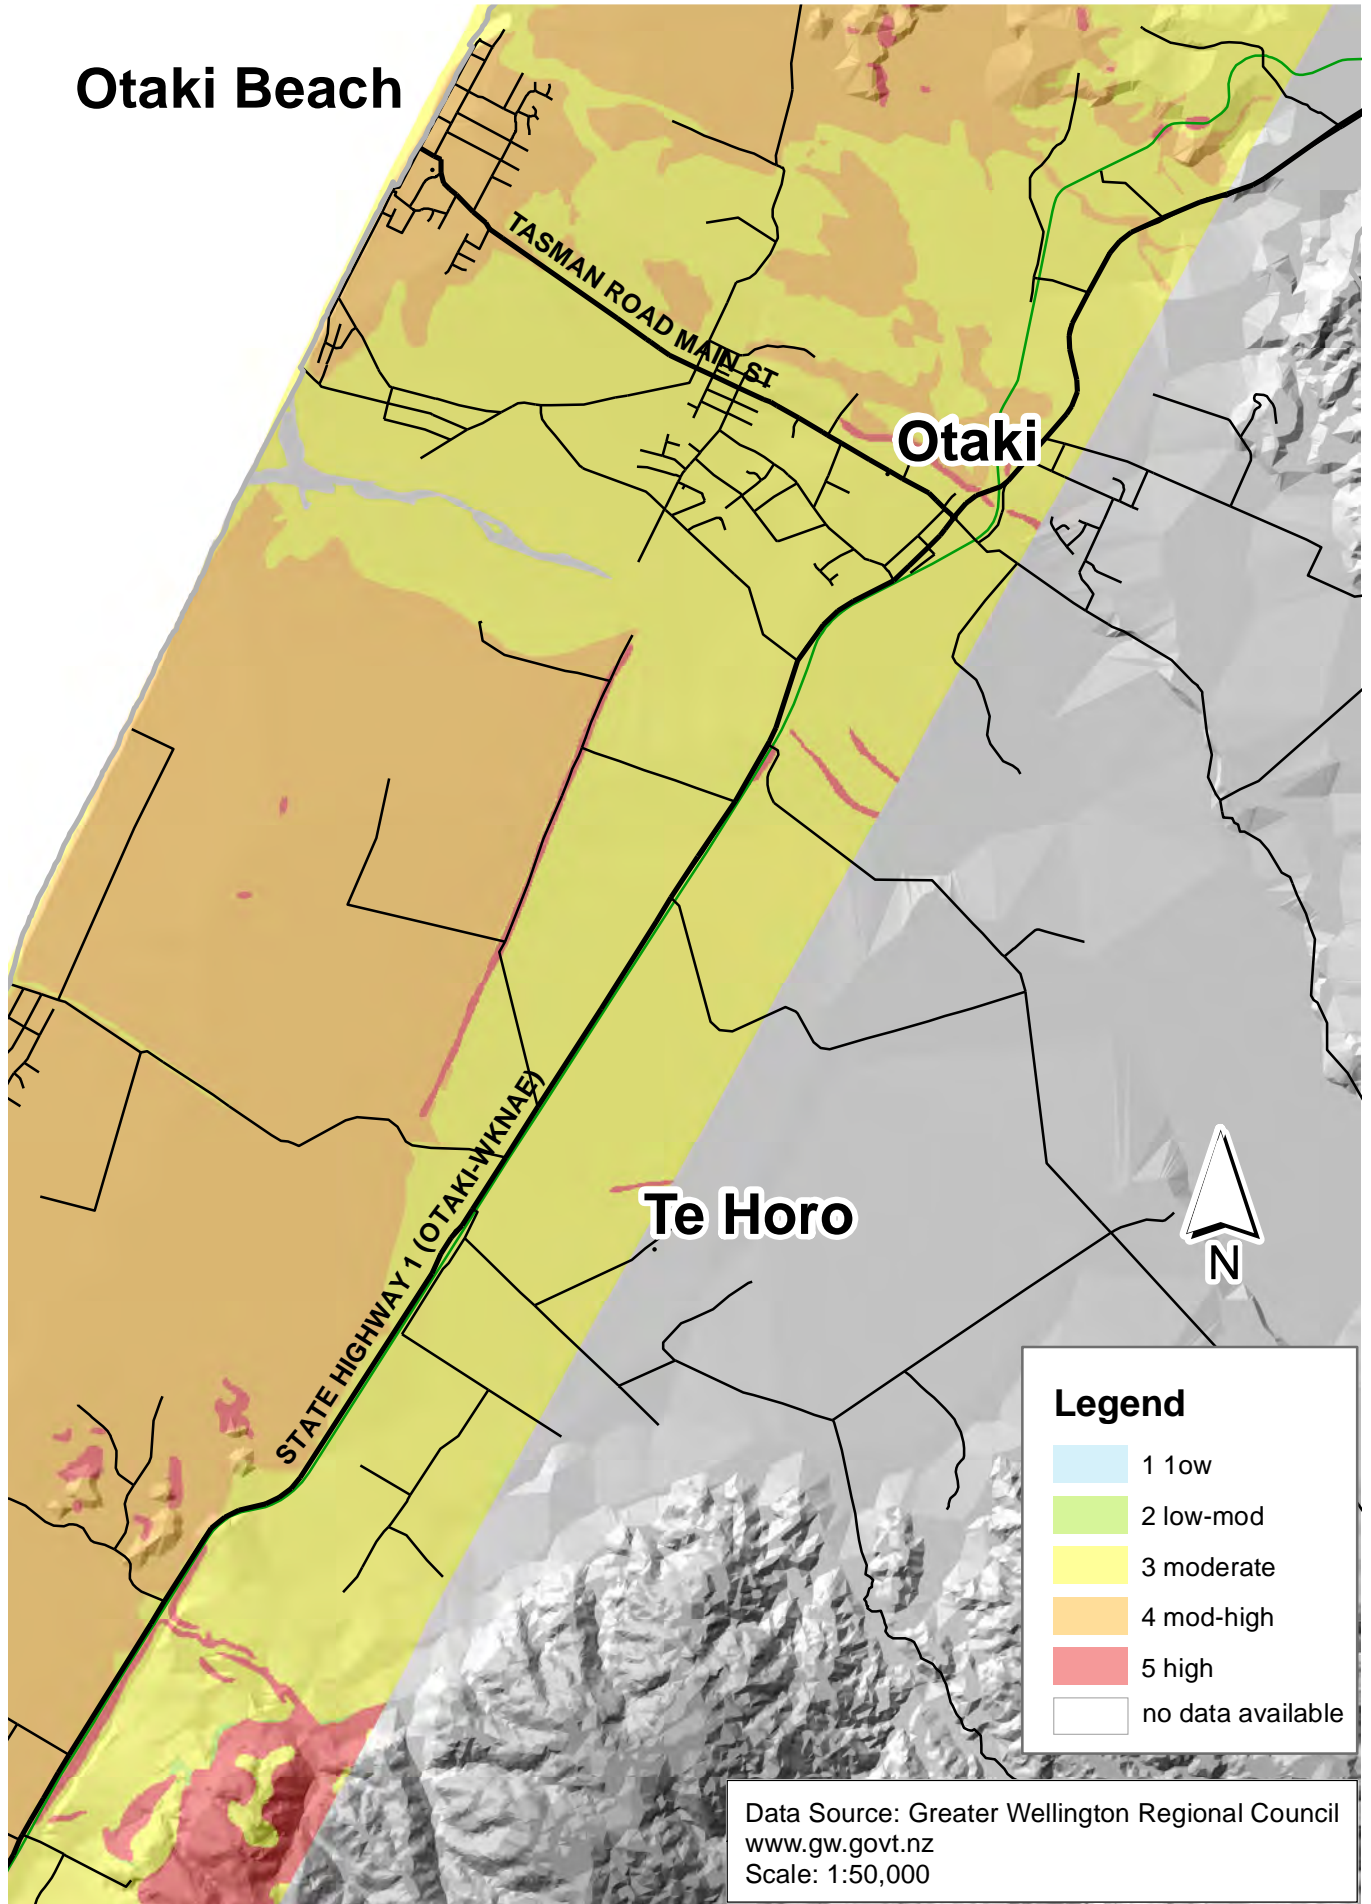 Otaki Beach
TASMAN ROAD MAIN ST
Otaki
STATE HIGHWAY 1 (OTAKI-WKNAE)
Te Horo
N
Legend
1 1ow
2 low-mod
3 moderate
4 mod-high
5 high
no data available
Data Source: Greater Wellington Regional Council
www.gw.govt.nz
Scale: 1:50,000